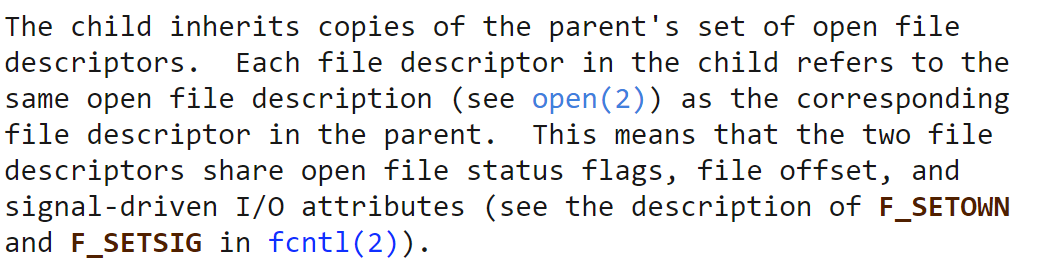 The child inherits copies of the parent's set of open file
descriptors.  Each file descriptor in the child refers to the
same open file description (see open(2)) as the corresponding
file descriptor in the parent.  This means that the two file
descriptors share open file status flags, file offset, and
signal-driven I/O attributes (see the description of F_SETOWN
and F_SETSIG in fcntl(2)).